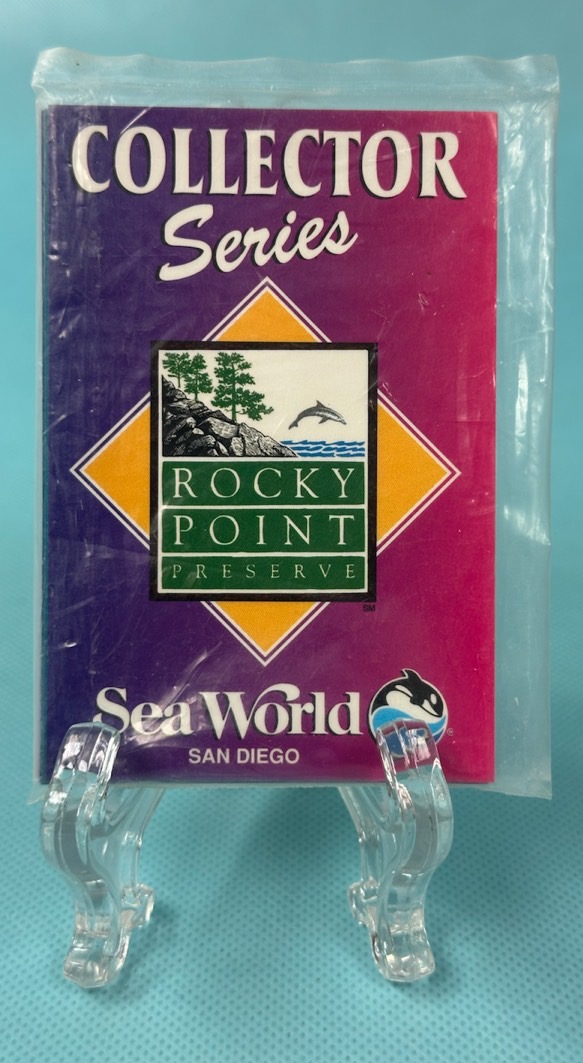 COLLECTOR
Series
ROCKY
POINT
PRESERVE
SM
Sea World
®
SAN DIEGO